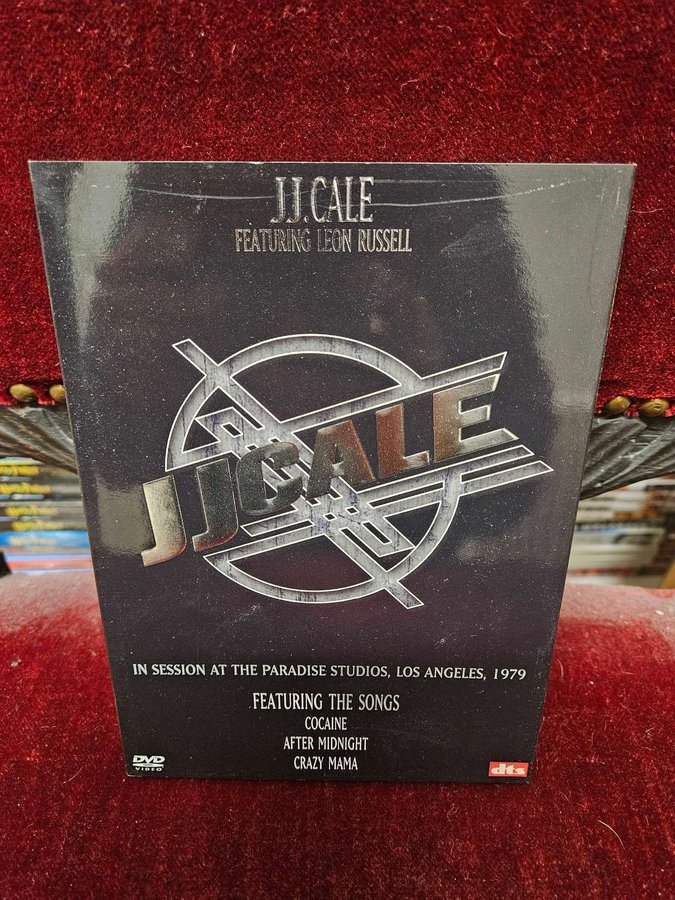 J.J. CALE
FEATURING LEON RUSSELL
JJCALE
IN SESSION AT THE PARADISE STUDIOS, LOS ANGELES, 1979
FEATURING THE SONGS
COCAINE
AFTER MIDNIGHT
CRAZY MAMA
DVD
VIDEO
dts